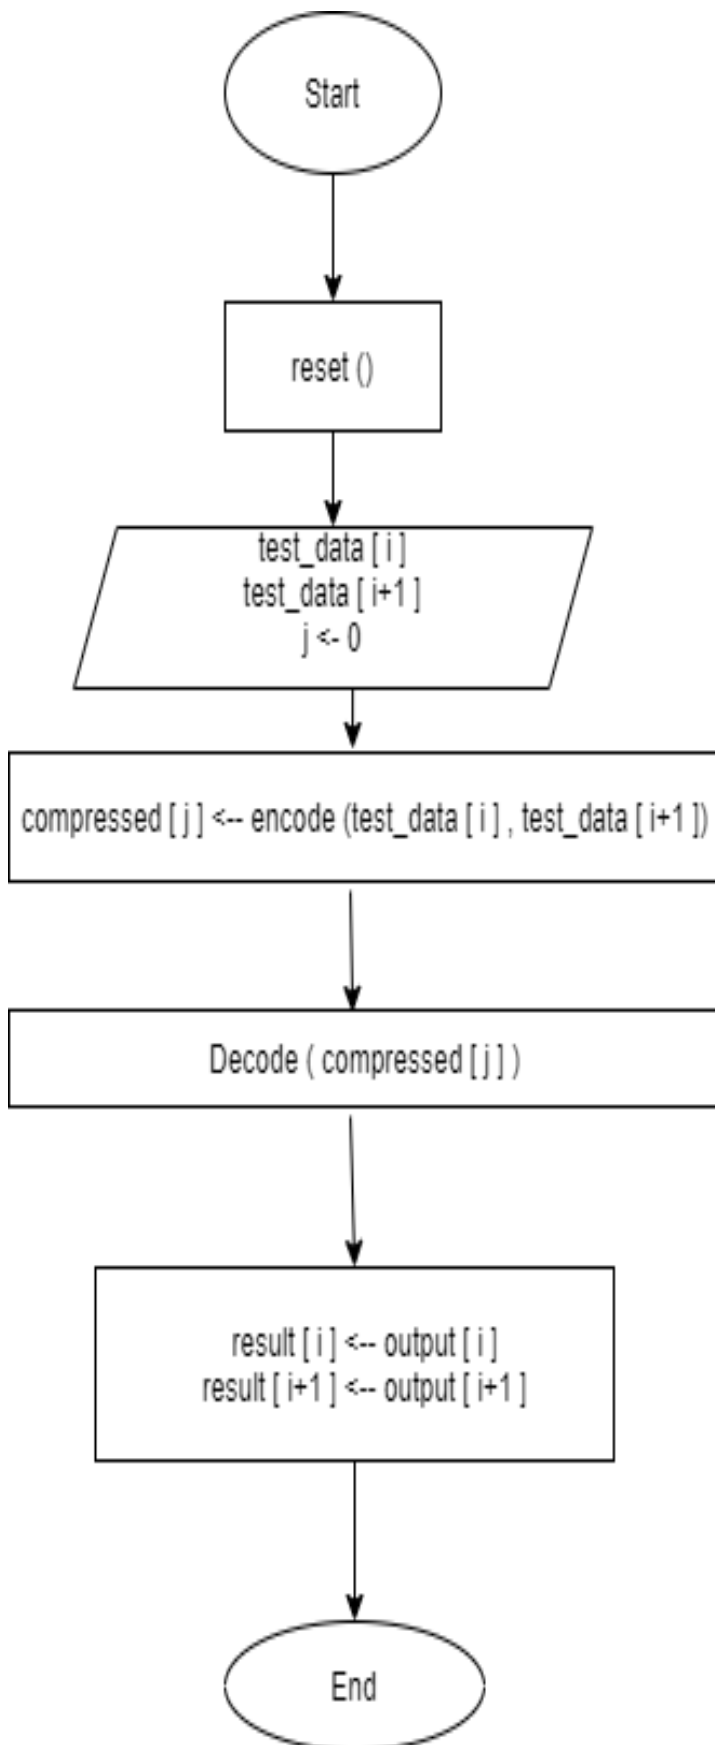 Start
reset ()
test_data [ i ]
test_data [ i+1 ]
j <- 0
compressed [ j ] <-- encode (test_data [ i ] , test_data [ i+1 ])
Decode ( compressed [ j ] )
result [ i ] <-- output [ i ]
result [ i+1 ] <-- output [ i+1 ]
End